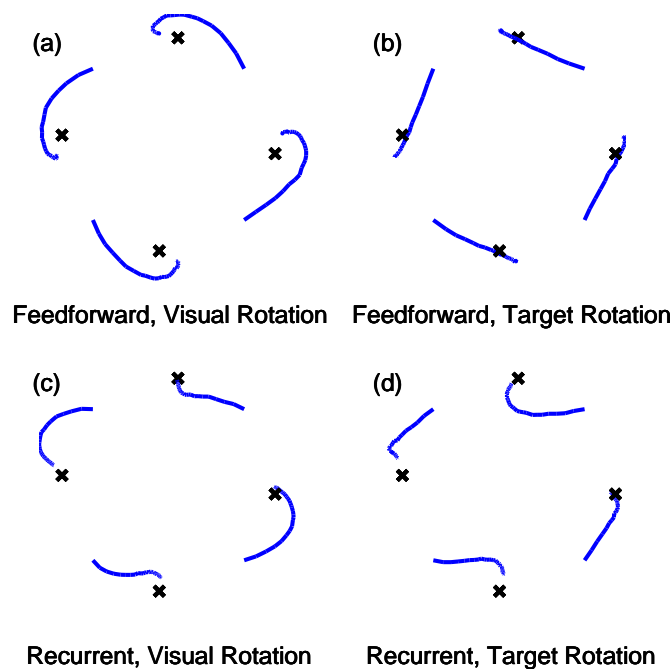 (a)
(b)
Feedforward, Visual Rotation
Feedforward, Target Rotation
(c)
(d)
Recurrent, Visual Rotation
Recurrent, Target Rotation